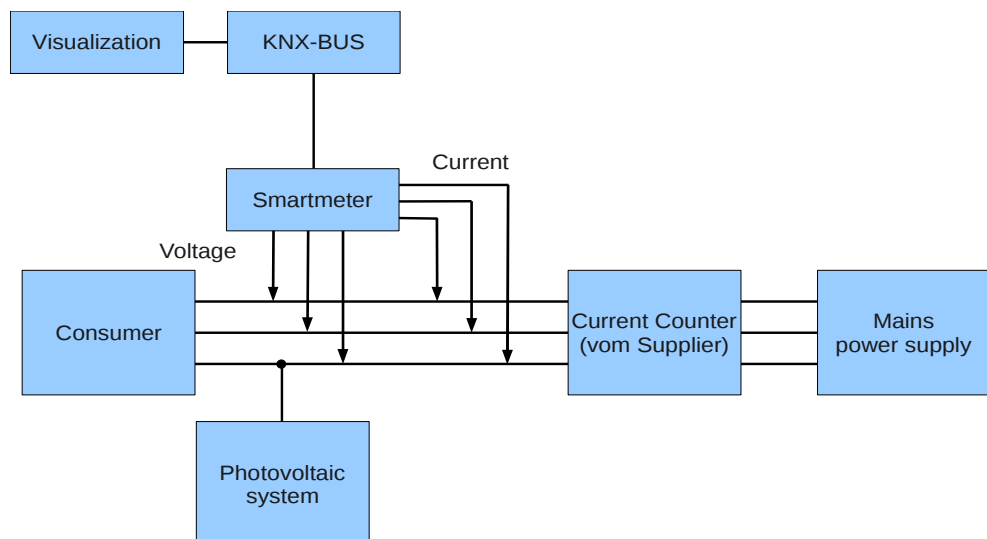 Visualization
KNX-BUS
Current
Smartmeter
Voltage
Consumer
Current Counter
(vom Supplier)
Mains
power supply
Photovoltaic
system